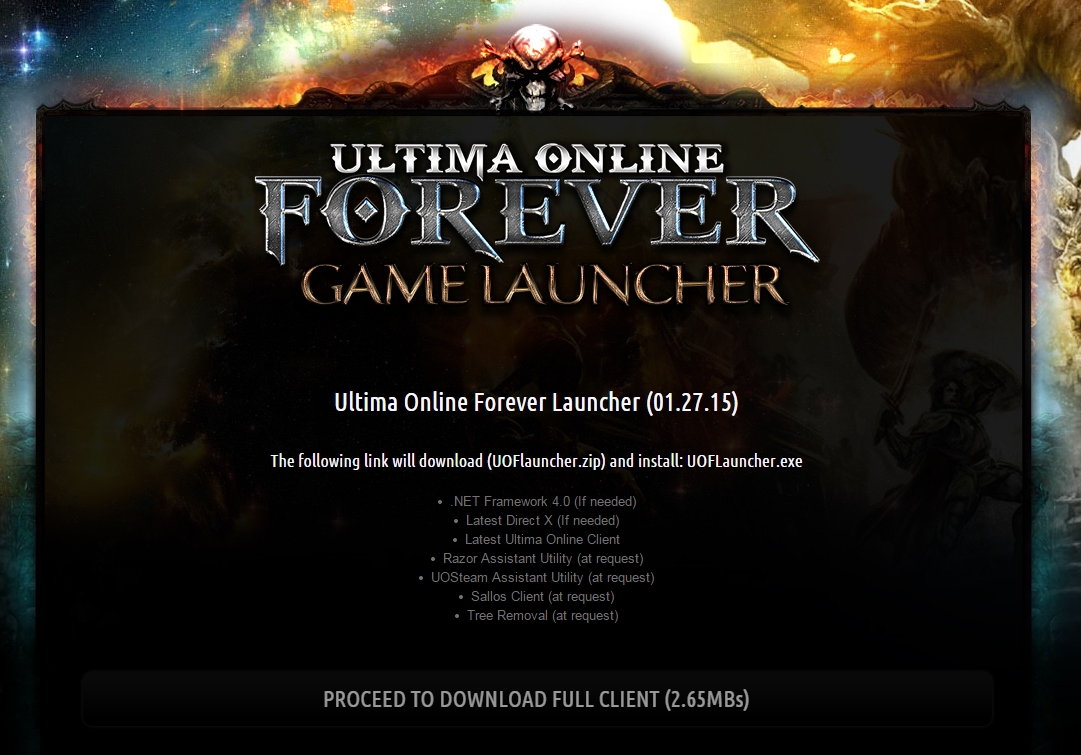 ULTIMA ONLINE
FOREVER
GAME LAUNCHER
Ultima Online Forever Launcher (01.27.15)
The following link will download (UOFlauncher.zip) and install: UOFLauncher.exe
• .NET Framework 4.0 (If needed)
• Latest Direct X (If needed)
• Latest Ultima Online Client
• Razor Assistant Utility (at request)
• UOSteam Assistant Utility (at request)
• Sallos Client (at request)
• Tree Removal (at request)
PROCEED TO DOWNLOAD FULL CLIENT (2.65MBs)